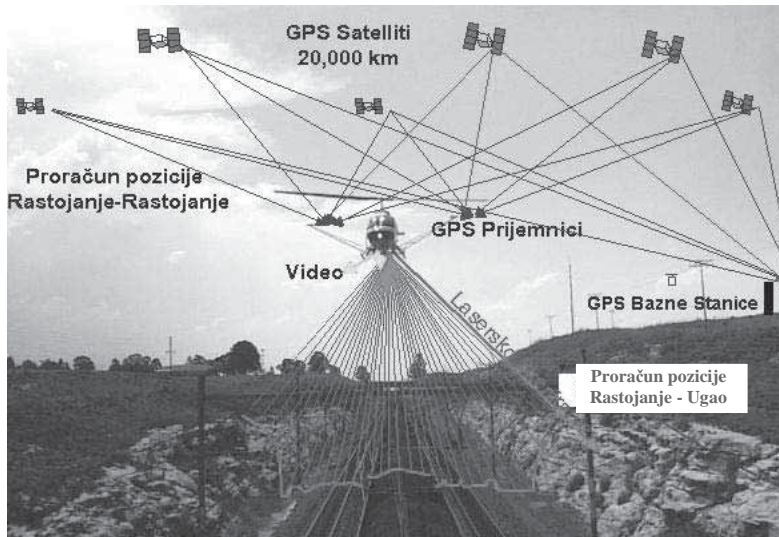 GPS Satelliti
20,000 km
Proračun pozicije
Rastojanje-Rastojanje
GPS Prijemnici
Video
Lasersko
GPS Bazne Stanice
Proračun pozicije
Rastojanje - Ugao